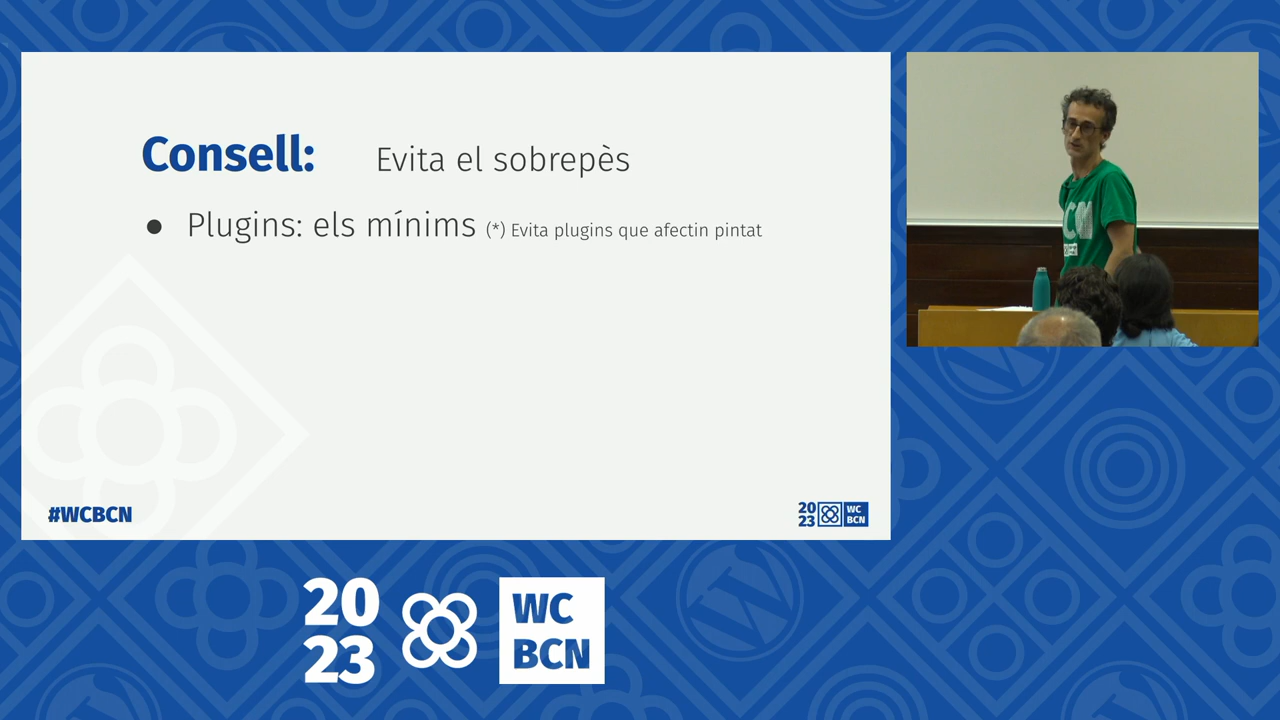 Consell: Evita el sobrepès
● Plugins: els mínims (*) Evita plugins que afectin pintat
#WCBCN
20
23
WC
BCN
20
23
WC
BCN